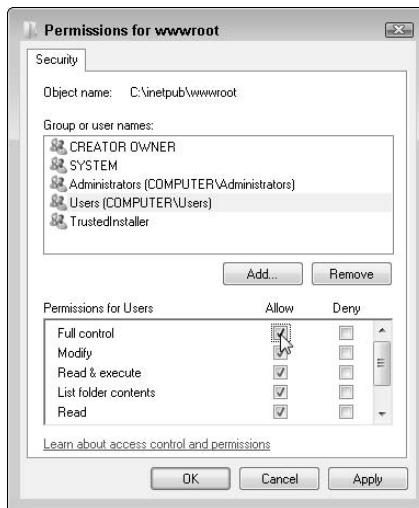 Permissions for wwwroot
Security
Object name: C:\inetpub\wwwroot
Group or user names:
CREATOR OWNER
SYSTEM
Administrators (COMPUTER\Administrators)
Users (COMPUTER\Users)
TrustedInstaller
Add... Remove
Permissions for Users Allow Deny
Full control
Modify
Read & execute
List folder contents
Read
Learn about access control and permissions
OK Cancel Apply